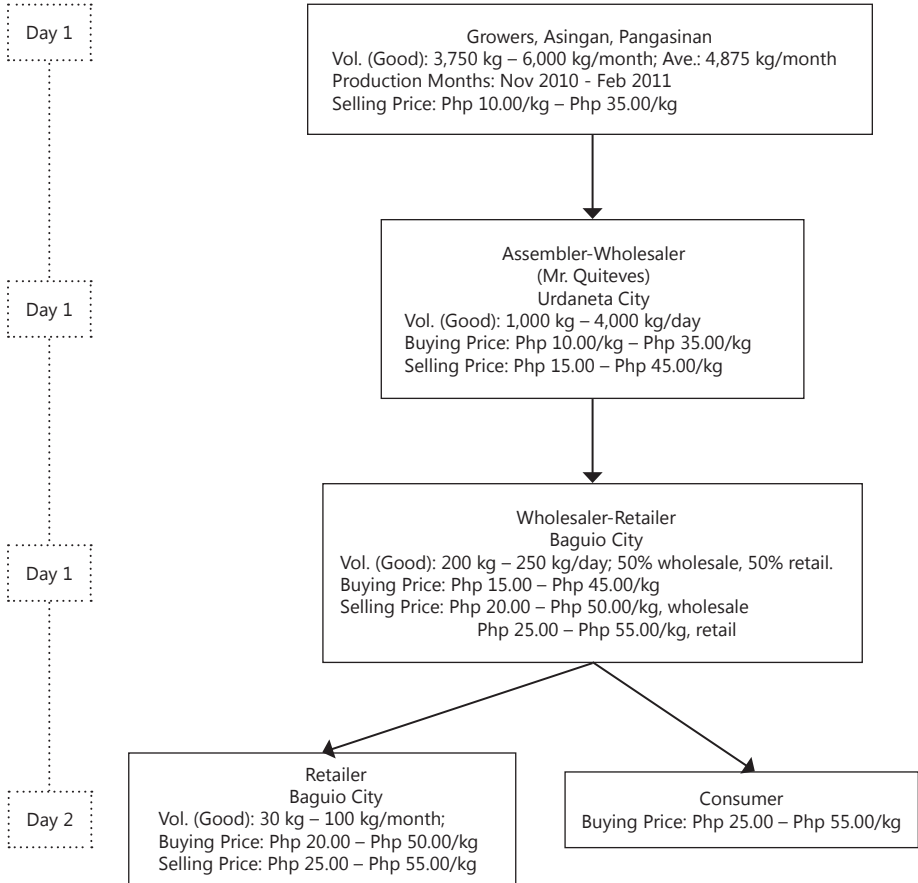 Day 1
Growers, Asingan, Pangasinan
Vol. (Good): 3,750 kg – 6,000 kg/month; Ave.: 4,875 kg/month
Production Months: Nov 2010 - Feb 2011
Selling Price: Php 10.00/kg – Php 35.00/kg
Day 1
Assembler-Wholesaler
(Mr. Quiteves)
Urdaneta City
Vol. (Good): 1,000 kg – 4,000 kg/day
Buying Price: Php 10.00/kg – Php 35.00/kg
Selling Price: Php 15.00 – Php 45.00/kg
Day 1
Wholesaler-Retailer
Baguio City
Vol. (Good): 200 kg – 250 kg/day; 50% wholesale, 50% retail.
Buying Price: Php 15.00 – Php 45.00/kg
Selling Price: Php 20.00 – Php 50.00/kg, wholesale
Php 25.00 – Php 55.00/kg, retail
Day 2
Retailer
Baguio City
Vol. (Good): 30 kg – 100 kg/month;
Buying Price: Php 20.00 – Php 50.00/kg
Selling Price: Php 25.00 – Php 55.00/kg
Consumer
Buying Price: Php 25.00 – Php 55.00/kg